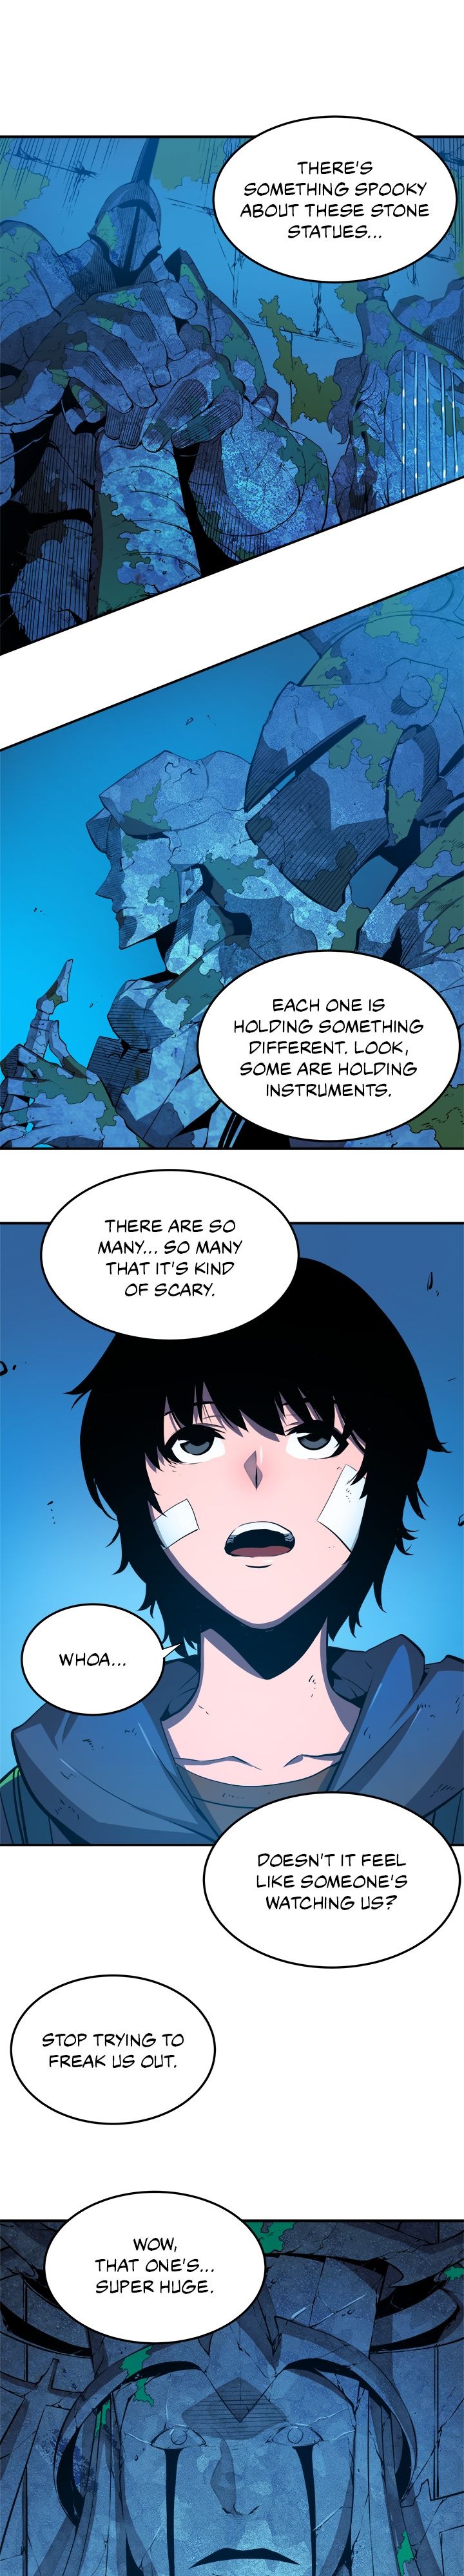 THERE'S
SOMETHING SPOOKY
ABOUT THESE STONE
STATUES...
EACH ONE IS
HOLDING SOMETHING
DIFFERENT. LOOK,
SOME ARE HOLDING
INSTRUMENTS.
THERE ARE SO
MANY... SO MANY
THAT IT'S KIND
OF SCARY.
WHOA...
DOESN'T IT FEEL
LIKE SOMEONE'S
WATCHING US?
STOP TRYING TO
FREAK US OUT.
WOW,
THAT ONE'S...
SUPER HUGE.